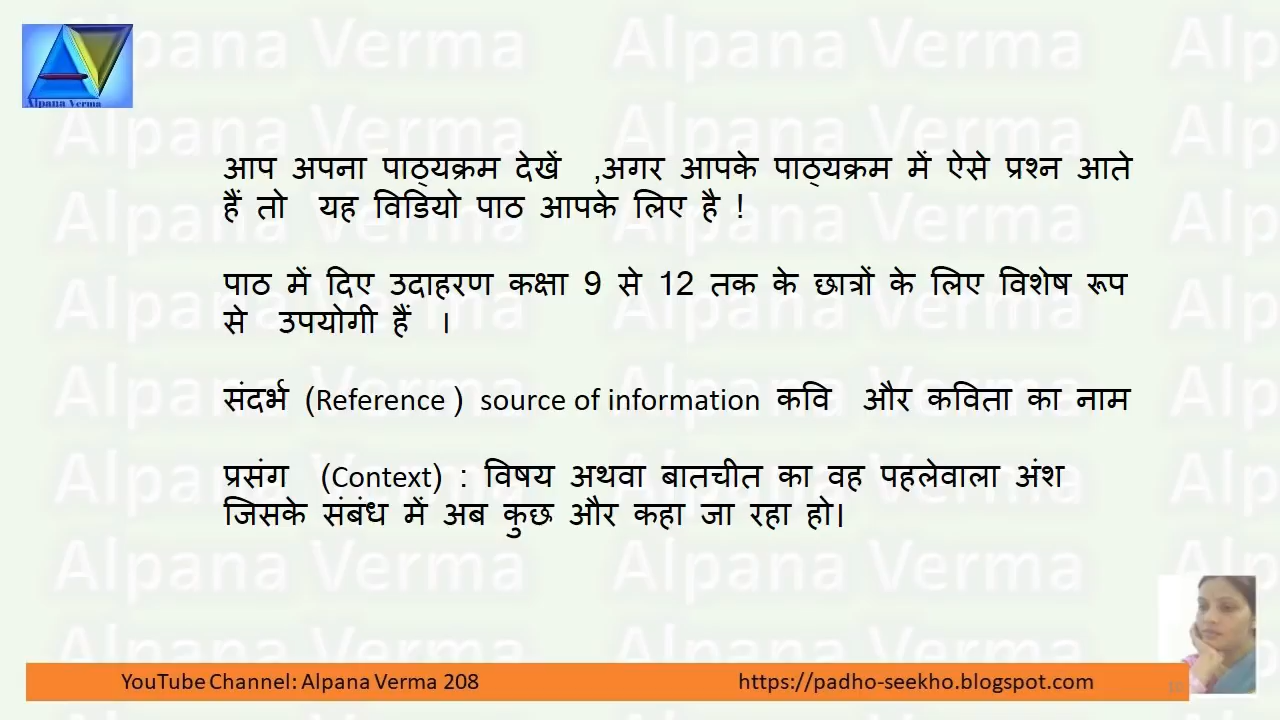 Alpana Verma
आप अपना पाठ्यक्रम देखें ,अगर आपके पाठ्यक्रम में ऐसे प्रश्न आते
हैं तो यह विडियो पाठ आपके लिए है !
पाठ में दिए उदाहरण कक्षा 9 से 12 तक के छात्रों के लिए विशेष रूप
से उपयोगी हैं ।
संदर्भ (Reference ) source of information कवि और कविता का नाम
प्रसंग (Context) : विषय अथवा बातचीत का वह पहलेवाला अंश
जिसके संबंध में अब कुछ और कहा जा रहा हो।
YouTube Channel: Alpana Verma 208 https://padho-seekho.blogspot.com